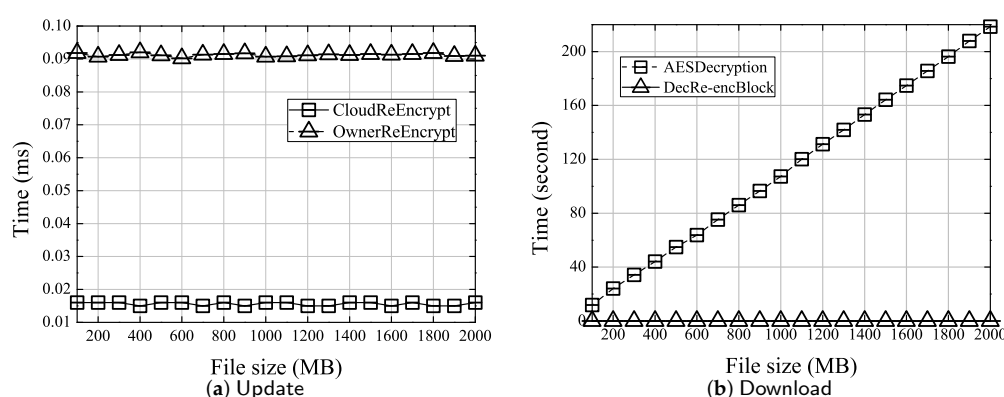 0.10
0.09
0.08
0.07
0.06
0.05
0.04
0.03
0.02
0.01
Time (ms)
CloudReEncrypt
OwnerReEncrypt
200 400 600 800 1000 1200 1400 1600 1800 2000
File size (MB)
(a) Update
220
160
120
80
40
0
Time (second)
AESDecryption
DecRe-encBlock
200 400 600 800 1000 1200 1400 1600 1800 2000
File size (MB)
(b) Download